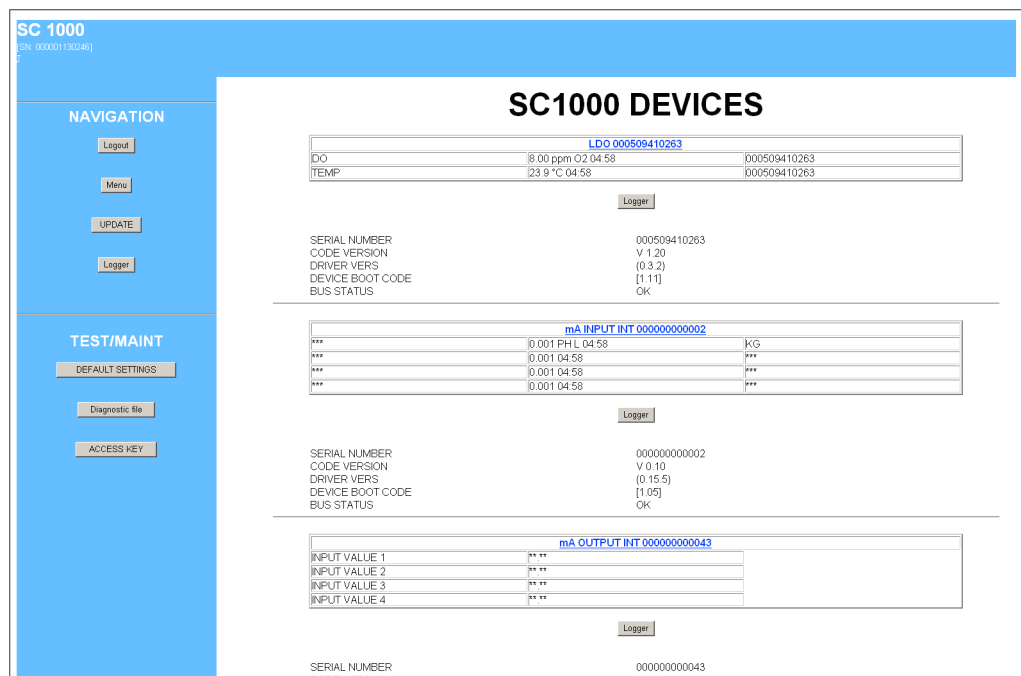 SC 1000
[SN: 000001130246]
NAVIGATION
Logout
Menu
UPDATE
Logger
TEST/MAINT
DEFAULT SETTINGS
Diagnostic file
ACCESS KEY
SC1000 DEVICES
LDO 000509410263
DO 8.00 ppm O2 04:58 000509410263
TEMP 23.9 °C 04:58 000509410263
Logger
SERIAL NUMBER 000509410263
CODE VERSION V 1.20
DRIVER VERS (0.3.2)
DEVICE BOOT CODE [1.11]
BUS STATUS OK
mA INPUT INT 000000000002
*** 0.001 PH L 04:58 KG
*** 0.001 04:58 ***
*** 0.001 04:58 ***
*** 0.001 04:58 ***
Logger
SERIAL NUMBER 000000000002
CODE VERSION V 0.10
DRIVER VERS (0.15.5)
DEVICE BOOT CODE [1.05]
BUS STATUS OK
mA OUTPUT INT 000000000043
INPUT VALUE 1 **.**
INPUT VALUE 2 **.**
INPUT VALUE 3 **.**
INPUT VALUE 4 **.**
Logger
SERIAL NUMBER 000000000043